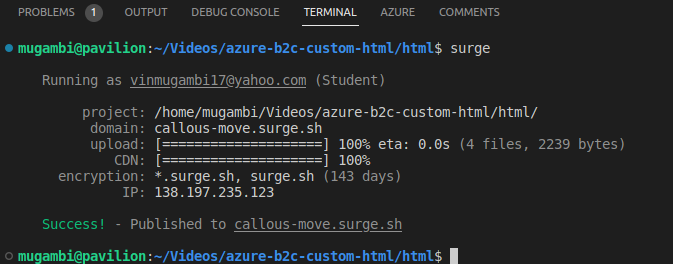 PROBLEMS 1 OUTPUT DEBUG CONSOLE TERMINAL AZURE COMMENTS
mugambi@pavilion:~/Videos/azure-b2c-custom-html/html$ surge
Running as vinmugambi17@yahoo.com (Student)
project: /home/mugambi/Videos/azure-b2c-custom-html/html/
domain: callous-move.surge.sh
upload: [====================] 100% eta: 0.0s (4 files, 2239 bytes)
CDN: [====================] 100%
encryption: *.surge.sh, surge.sh (143 days)
IP: 138.197.235.123
Success! - Published to callous-move.surge.sh
mugambi@pavilion:~/Videos/azure-b2c-custom-html/html$